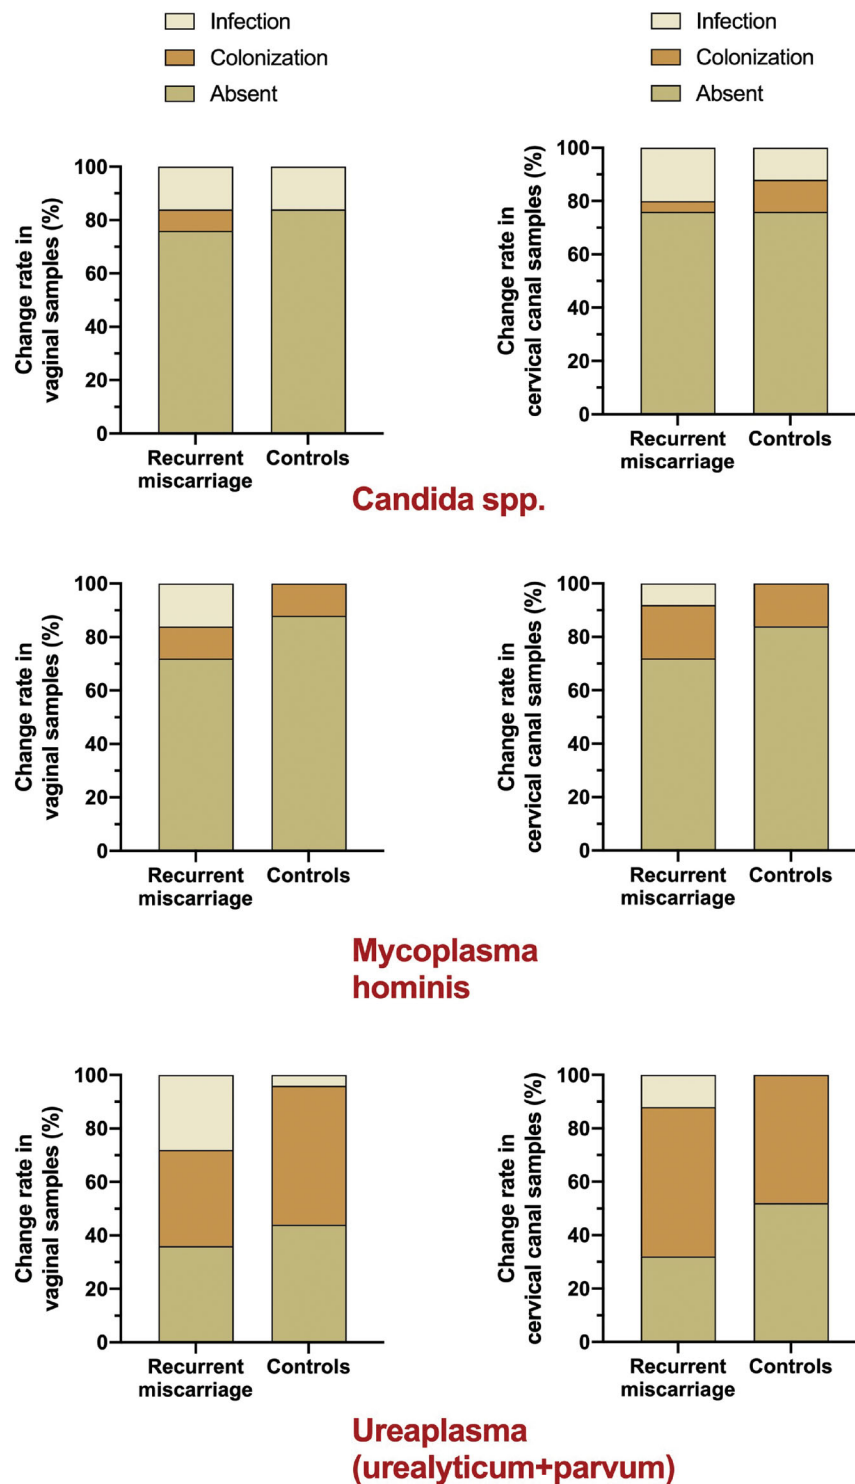 Infection
Colonization
Absent
Infection
Colonization
Absent
Change rate in
vaginal samples (%)
100
80
60
40
20
0
Recurrent
miscarriage
Controls
Change rate in
cervical canal samples (%)
100
80
60
40
20
0
Recurrent
miscarriage
Controls
Candida spp.
Change rate in
vaginal samples (%)
100
80
60
40
20
0
Recurrent
miscarriage
Controls
Change rate in
cervical canal samples (%)
100
80
60
40
20
0
Recurrent
miscarriage
Controls
Mycoplasma
hominis
Change rate in
vaginal samples (%)
100
80
60
40
20
0
Recurrent
miscarriage
Controls
Change rate in
cervical canal samples (%)
100
80
60
40
20
0
Recurrent
miscarriage
Controls
Ureaplasma
(urealyticum+parvum)